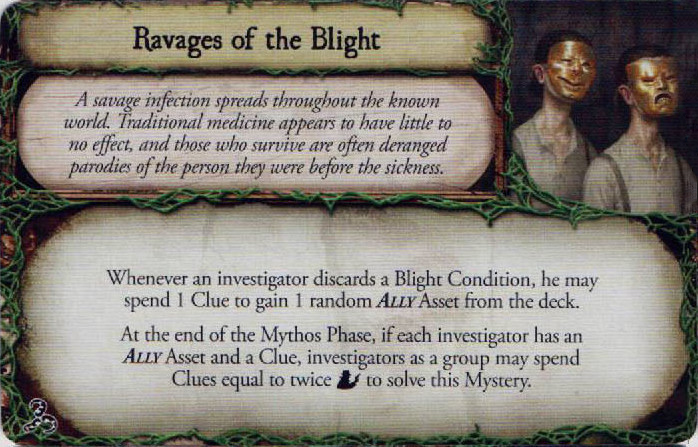 Ravages of the Blight
A savage infection spreads throughout the known
world. Traditional medicine appears to have little to
no effect, and those who survive are often deranged
parodies of the person they were before the sickness.
Whenever an investigator discards a Blight Condition, he may
spend 1 Clue to gain 1 random ALLY Asset from the deck.
At the end of the Mythos Phase, if each investigator has an
ALLY Asset and a Clue, investigators as a group may spend
Clues equal to twice to solve this Mystery.